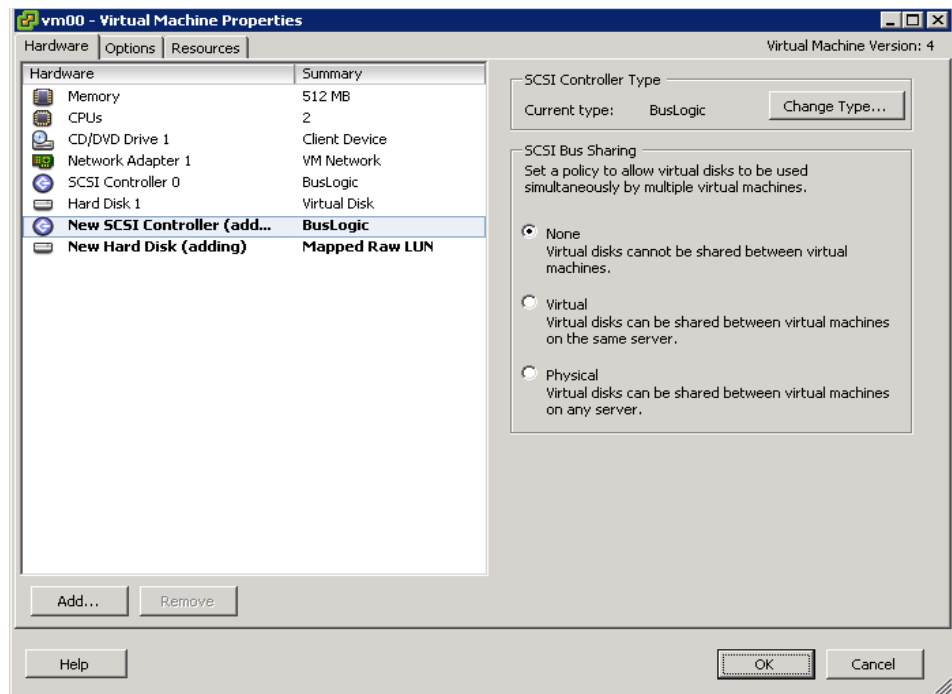 vm00 - Virtual Machine Properties
Hardware Options Resources Virtual Machine Version: 4
Hardware Summary
Memory 512 MB
CPUs 2
CD/DVD Drive 1 Client Device
Network Adapter 1 VM Network
SCSI Controller 0 BusLogic
Hard Disk 1 Virtual Disk
New SCSI Controller (add... BusLogic
New Hard Disk (adding) Mapped Raw LUN
Add... Remove
SCSI Controller Type
Current type: BusLogic Change Type...
SCSI Bus Sharing
Set a policy to allow virtual disks to be used
simultaneously by multiple virtual machines.
None
Virtual disks cannot be shared between virtual
machines.
Virtual
Virtual disks can be shared between virtual machines
on the same server.
Physical
Virtual disks can be shared between virtual machines
on any server.
Help OK Cancel